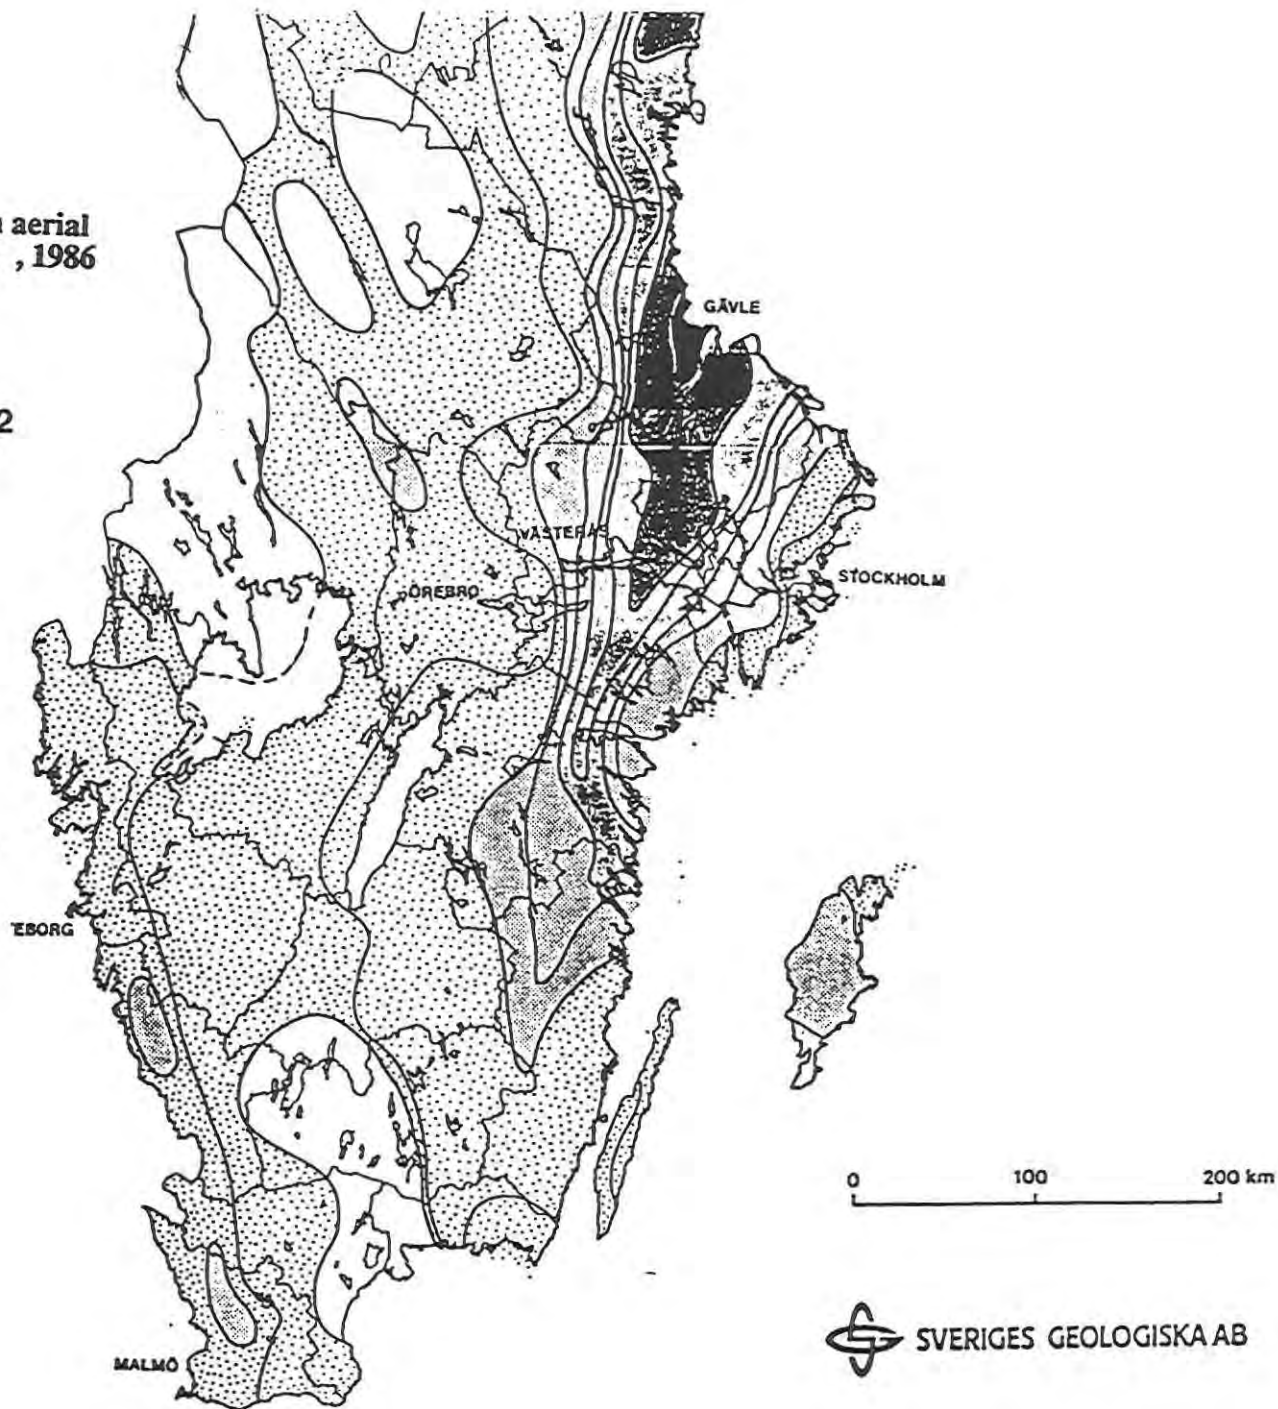 aerial
, 1986
2
GÄVLE
VÄSTERÅS
ÖREBRO
STOCKHOLM
EBORG
0 100 200 km
MALMÖ
SVERIGES GEOLOGISKA AB